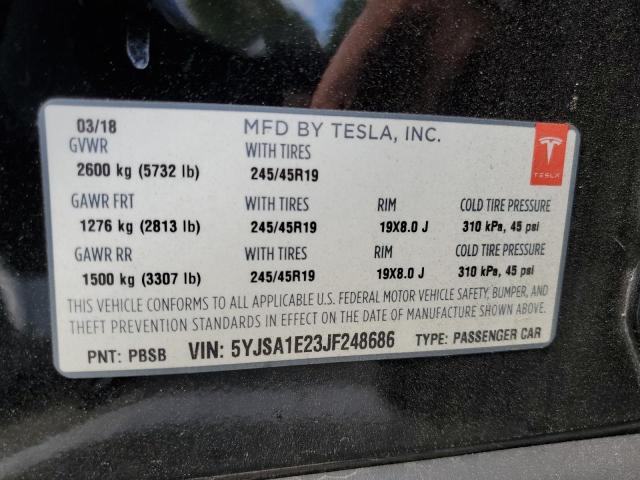 03/18 MFD BY TESLA, INC.
GVWR WITH TIRES
2600 kg (5732 lb) 245/45R19
TESLA
GAWR FRT WITH TIRES RIM COLD TIRE PRESSURE
1276 kg (2813 lb) 245/45R19 19X8.0 J 310 kPa, 45 psi
GAWR RR WITH TIRES RIM COLD TIRE PRESSURE
1500 kg (3307 lb) 245/45R19 19X8.0 J 310 kPa, 45 psi
THIS VEHICLE CONFORMS TO ALL APPLICABLE U.S. FEDERAL MOTOR VEHICLE SAFETY, BUMPER, AND
THEFT PREVENTION STANDARDS IN EFFECT ON THE DATE OF MANUFACTURE SHOWN ABOVE.
PNT: PBSB VIN: 5YJSA1E23JF248686 TYPE: PASSENGER CAR